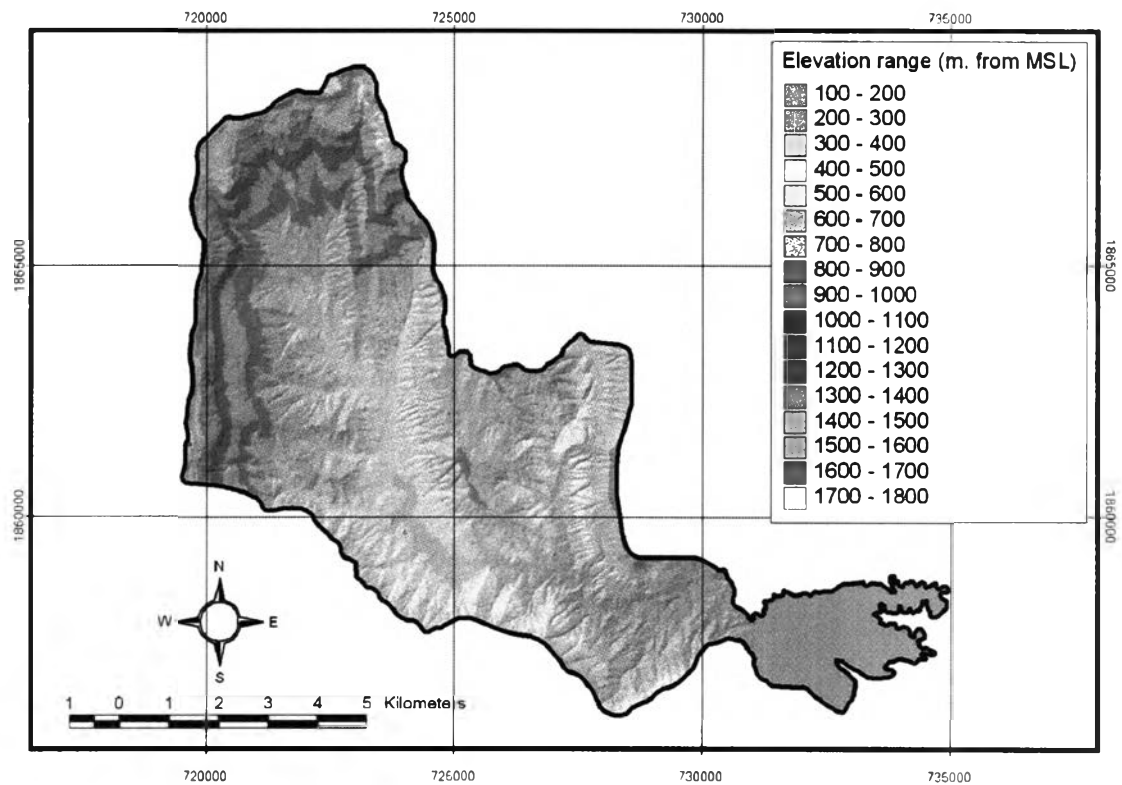 720000 725000 730000 735000
Elevation range (m. from MSL)
100 - 200
200 - 300
300 - 400
400 - 500
500 - 600
600 - 700
700 - 800
800 - 900
900 - 1000
1000 - 1100
1100 - 1200
1200 - 1300
1300 - 1400
1400 - 1500
1500 - 1600
1600 - 1700
1700 - 1800
1865000 1865000
1860000 1860000
N
W E
S
1 0 1 2 3 4 5 Kilometers
720000 725000 730000 735000